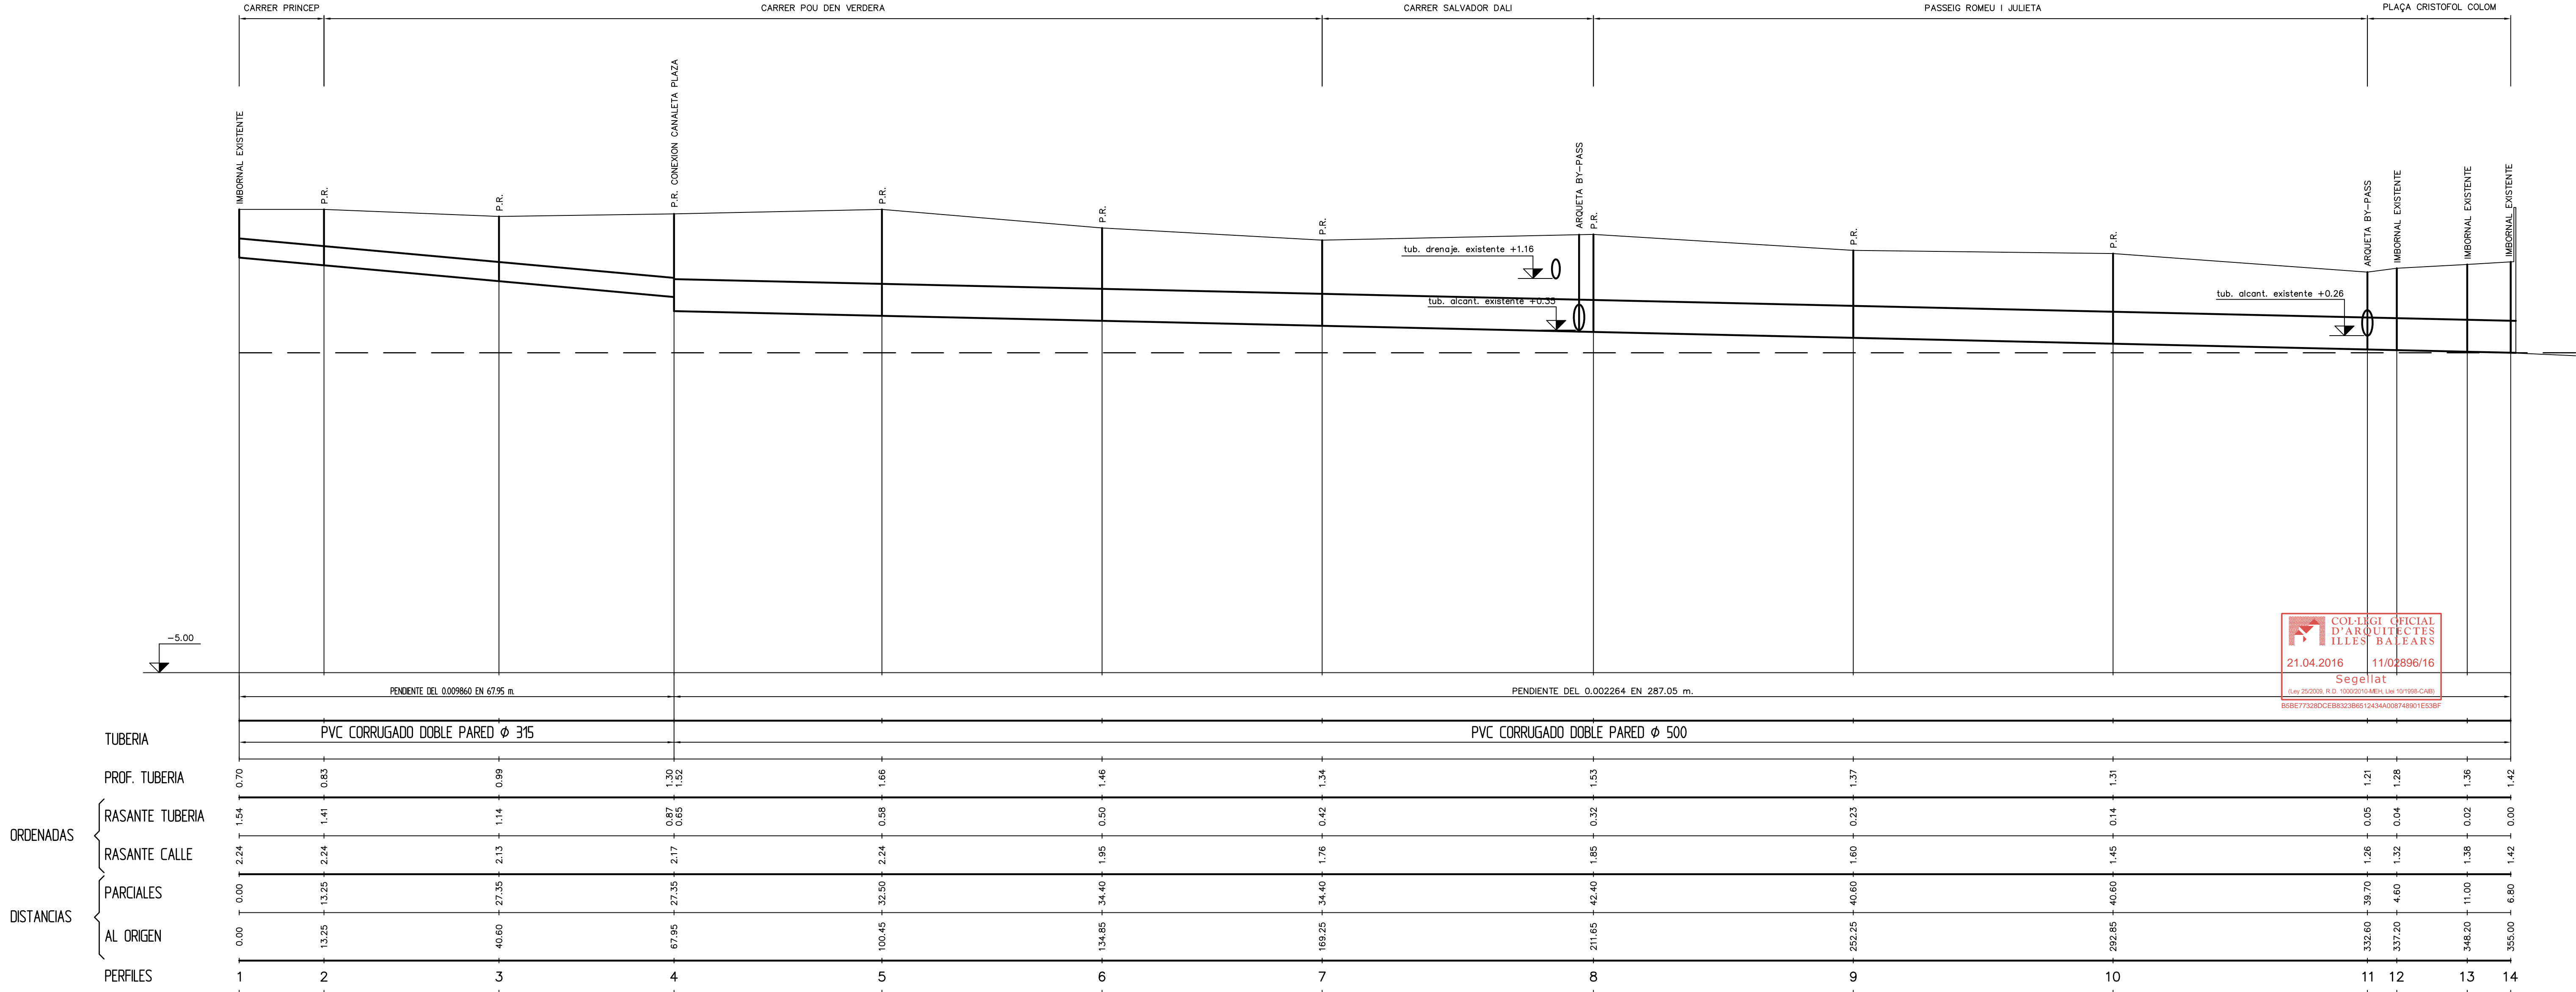 CARRER PRINCEP
CARRER POU DEN VERDERA
CARRER SALVADOR DALI
PASSEIG ROMEU I JULIETA
PLAÇA CRISTOFOL COLOM
IMBORNAL EXISTENTE
P.R.
P.R.
P.R. CONEXION CANALETA PLAZA
P.R.
P.R.
P.R.
ARQUETA BY-PASS
P.R.
P.R.
P.R.
ARQUETA BY-PASS
IMBORNAL EXISTENTE
IMBORNAL EXISTENTE
IMBORNAL EXISTENTE
tub. drenaje. existente +1.16
tub. alcant. existente +0.35
tub. alcant. existente +0.26
-5.00
COL·LEGI OFICIAL
D'ARQUITECTES
ILLES BALEARS
21.04.2016 11/02896/16
Segellat
(Ley 25/2009, R.D. 1000/2010-MEH, Llei 10/1998-CAIB)
B5BE77328DCEB8323B6512434A008748901E53BF
PENDIENTE DEL 0.009860 EN 67.95 m.
PENDIENTE DEL 0.002264 EN 287.05 m.
TUBERIA
PVC CORRUGADO DOBLE PARED Ø 315
PVC CORRUGADO DOBLE PARED Ø 500
PROF. TUBERIA 0.70 0.83 0.99 1.30 1.52 1.66 1.46 1.34 1.53 1.37 1.31 1.21 1.28 1.36 1.42
ORDENADAS
RASANTE TUBERIA 1.54 1.41 1.14 0.87 0.65 0.58 0.50 0.42 0.32 0.23 0.14 0.05 0.04 0.02 0.00
RASANTE CALLE 2.24 2.24 2.13 2.17 2.24 1.95 1.76 1.85 1.60 1.45 1.26 1.32 1.38 1.42
DISTANCIAS
PARCIALES 0.00 13.25 27.35 27.35 32.50 34.40 34.40 42.40 40.60 40.60 39.70 4.60 11.00 6.80
AL ORIGEN 0.00 13.25 40.60 67.95 100.45 134.85 169.25 211.65 252.25 292.85 332.60 337.20 348.20 355.00
PERFILES 1 2 3 4 5 6 7 8 9 10 11 12 13 14